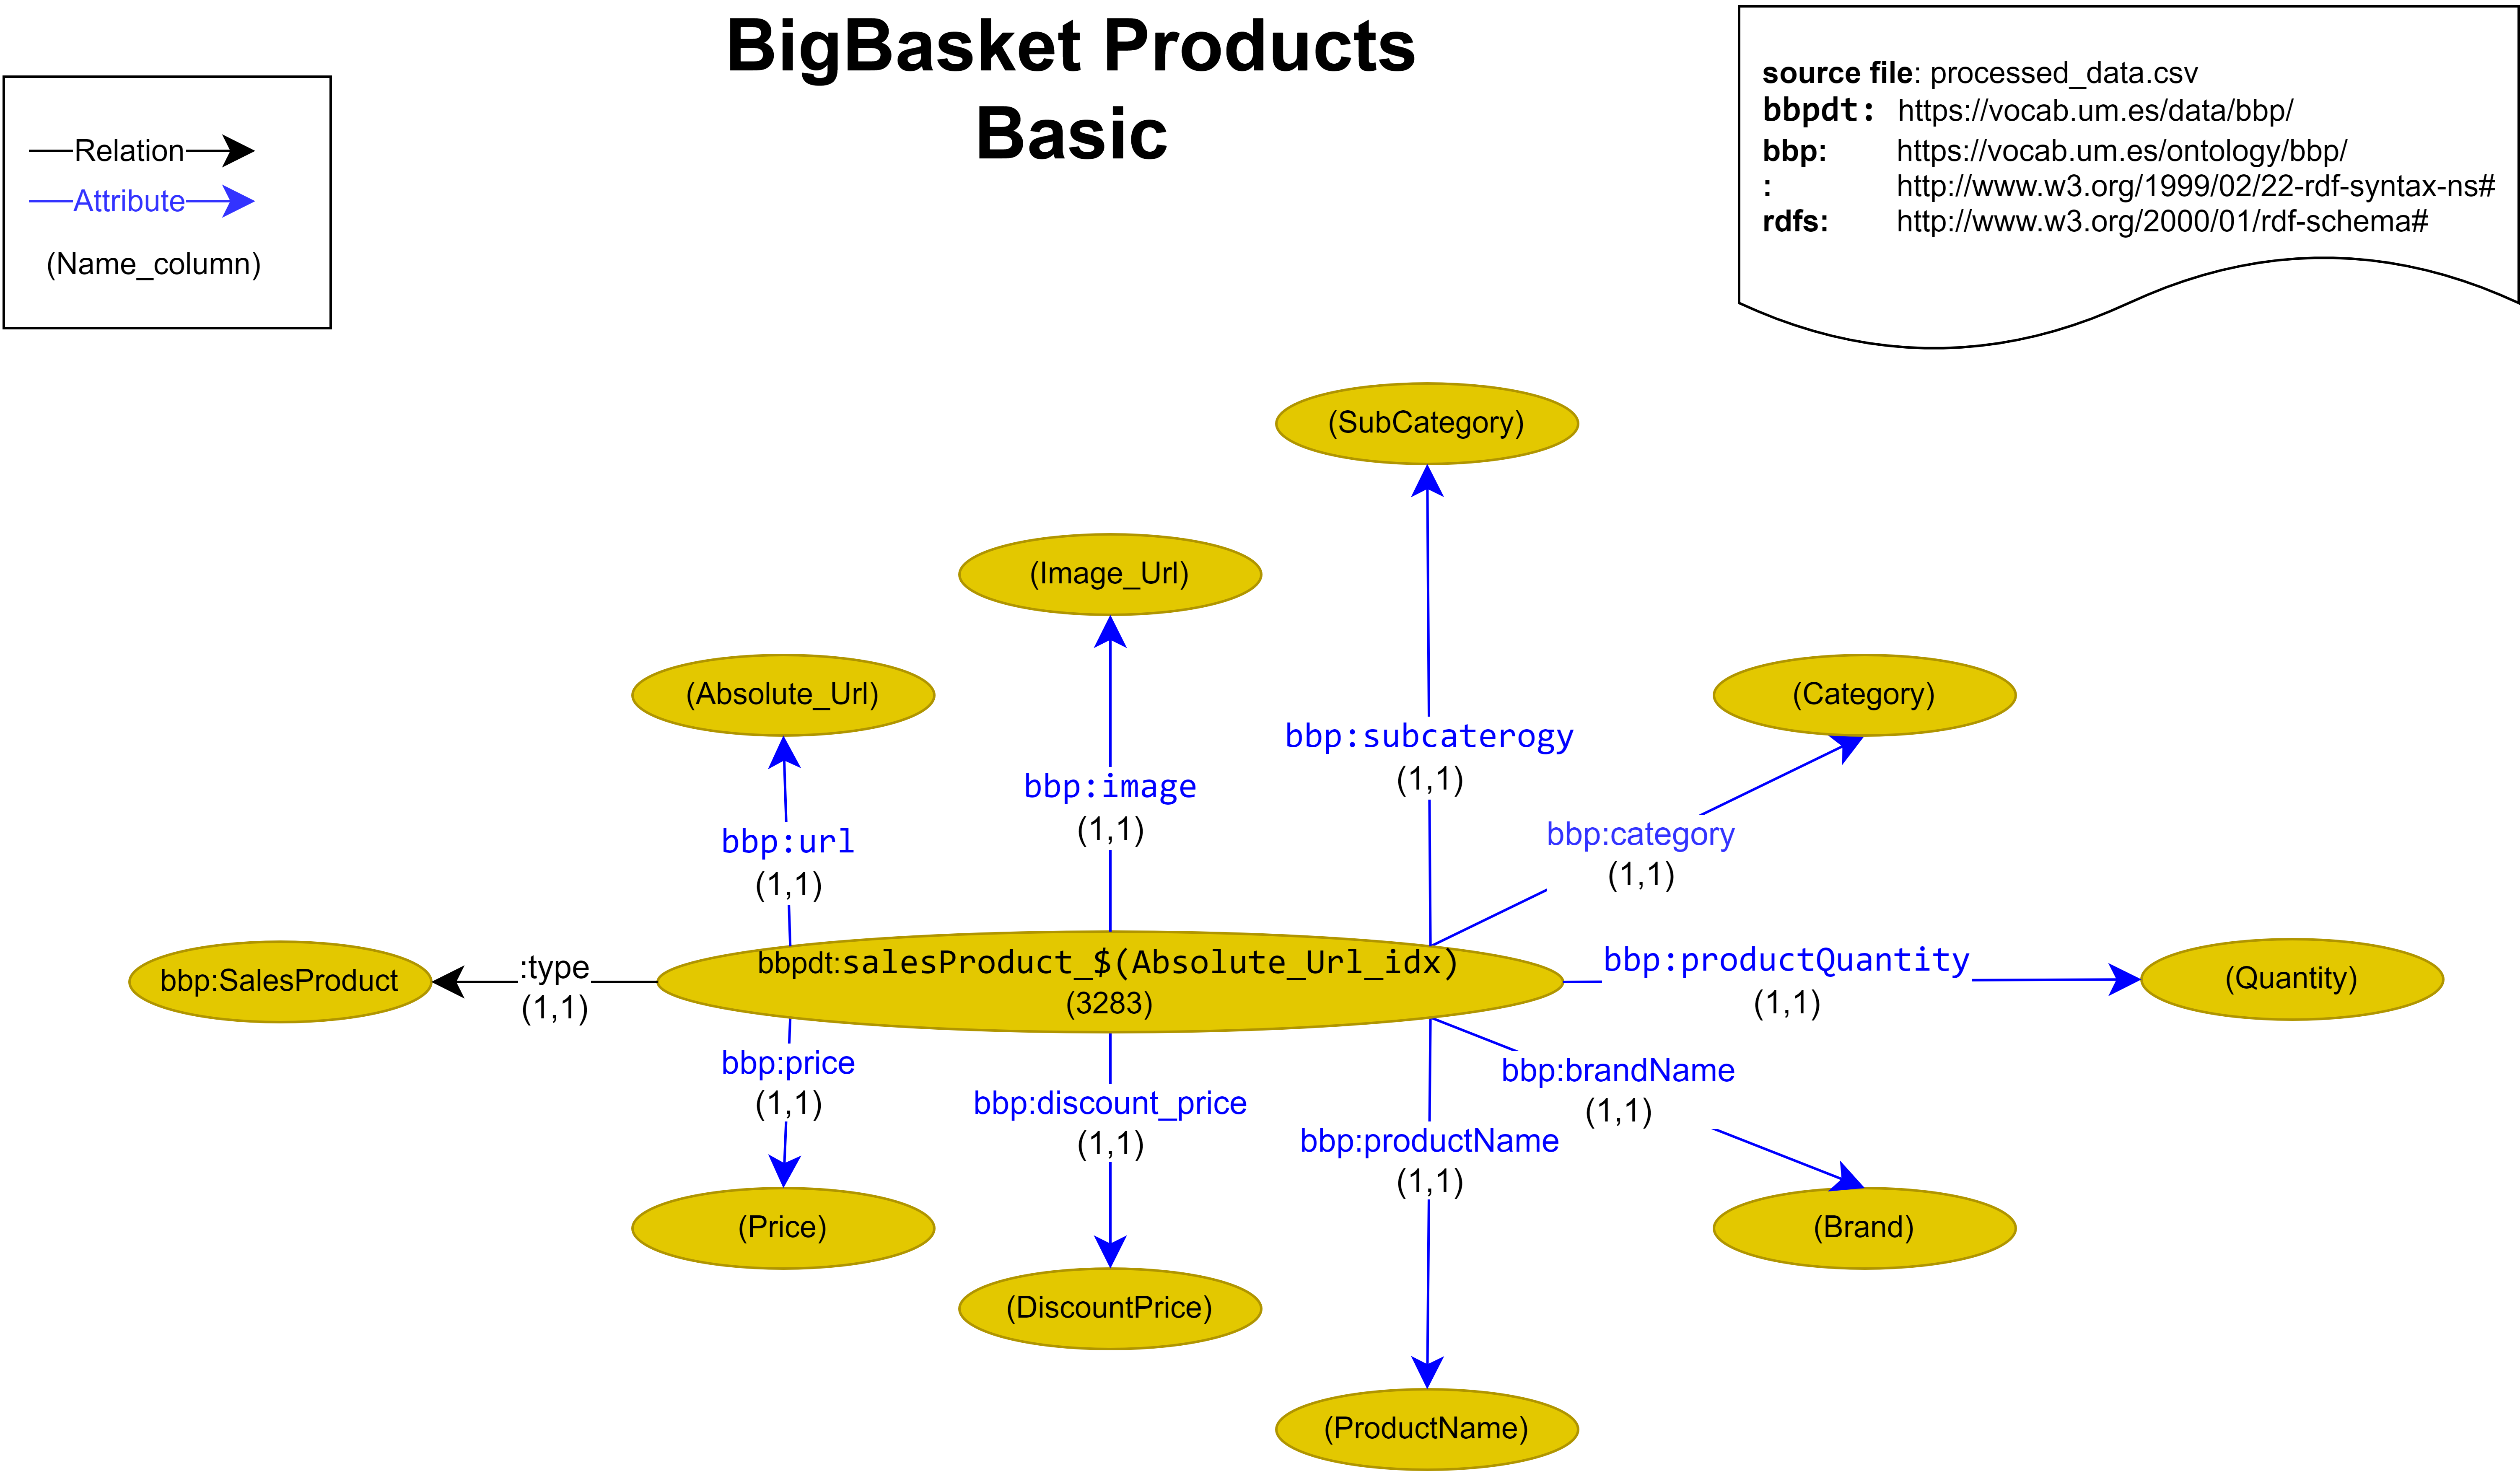 BigBasket Products
Basic
Relation
Attribute
(Name_column)
source file: processed_data.csv
bbpdt: https://vocab.um.es/data/bbp/
bbp: https://vocab.um.es/ontology/bbp/
: http://www.w3.org/1999/02/22-rdf-syntax-ns#
rdfs: http://www.w3.org/2000/01/rdf-schema#
(SubCategory)
(Image_Url)
(Absolute_Url)
(Category)
bbp:subcaterogy
(1,1)
bbp:image
(1,1)
bbp:category
(1,1)
bbp:url
(1,1)
bbp:SalesProduct
:type
(1,1)
bbpdt:salesProduct_$(Absolute_Url_idx)
(3283)
bbp:productQuantity
(1,1)
(Quantity)
bbp:price
(1,1)
bbp:discount_price
(1,1)
bbp:productName
(1,1)
bbp:brandName
(1,1)
(Price)
(Brand)
(DiscountPrice)
(ProductName)